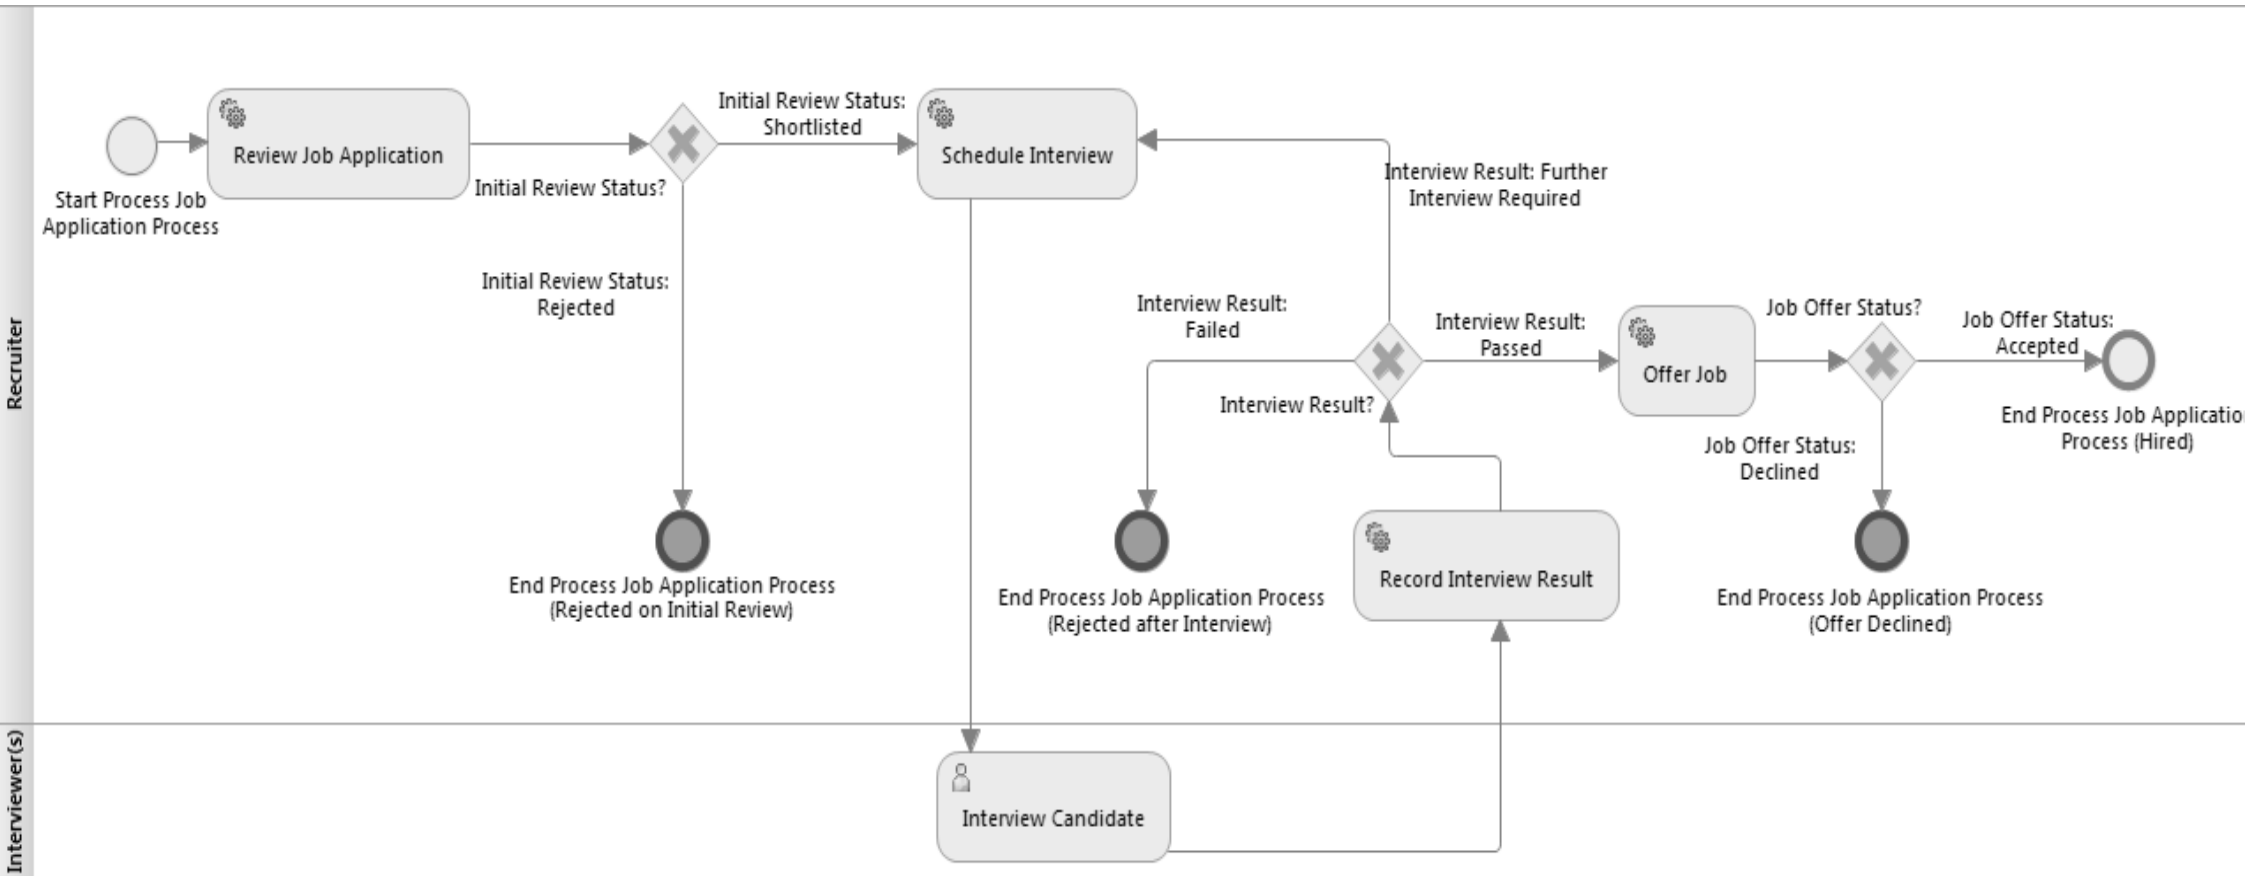 Recruiter
Start Process Job
Application Process
Review Job Application
Initial Review Status?
Initial Review Status:
Shortlisted
Initial Review Status:
Rejected
End Process Job Application Process
(Rejected on Initial Review)
Schedule Interview
Interview Result: Further
Interview Required
Interview Result:
Failed
Interview Result?
End Process Job Application Process
(Rejected after Interview)
Interview Result:
Passed
Record Interview Result
Offer Job
Job Offer Status?
Job Offer Status:
Accepted
End Process Job Applicatio
Process (Hired)
Job Offer Status:
Declined
End Process Job Application Process
(Offer Declined)
Interviewer(s)
Interview Candidate